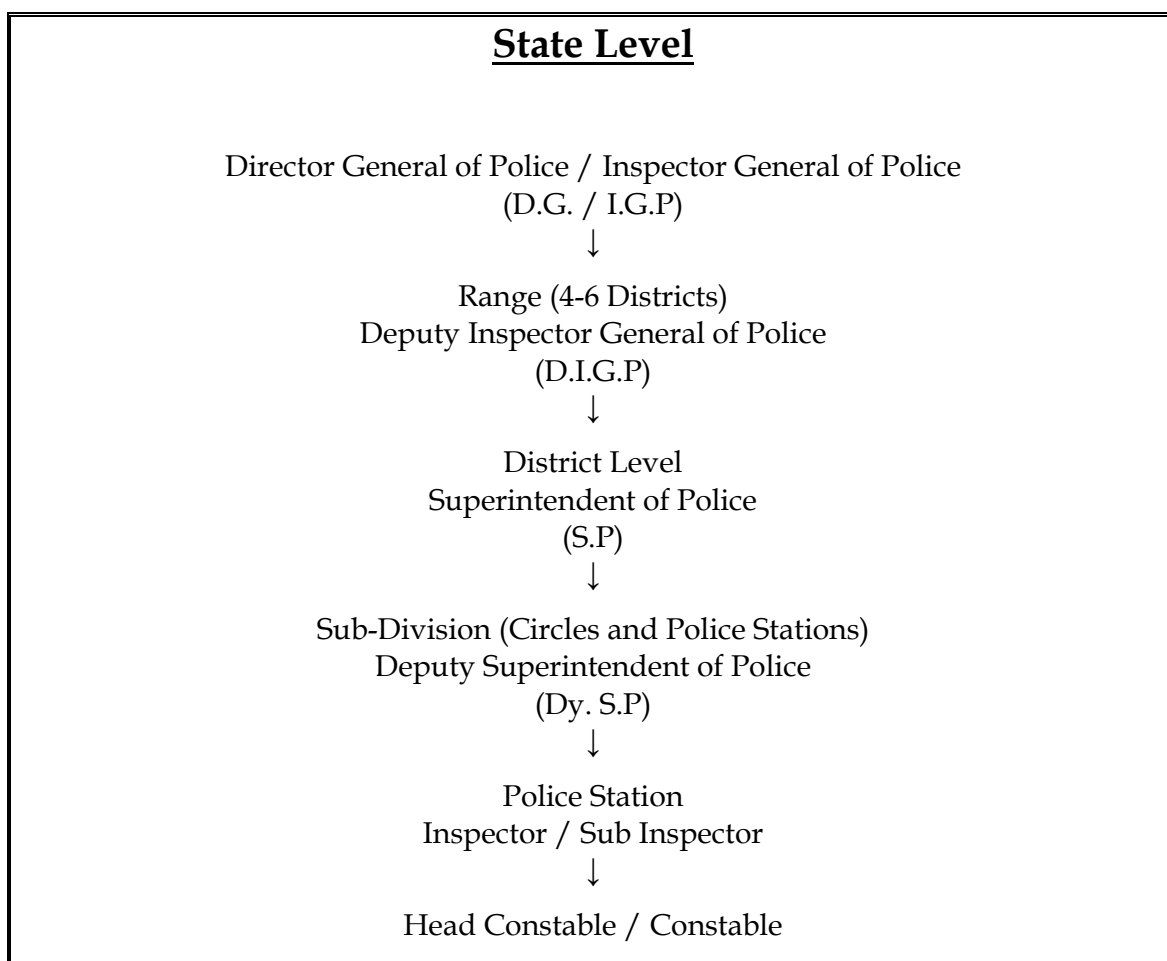 State Level
Director General of Police / Inspector General of Police
(D.G. / I.G.P)
↓
Range (4-6 Districts)
Deputy Inspector General of Police
(D.I.G.P)
↓
District Level
Superintendent of Police
(S.P)
↓
Sub-Division (Circles and Police Stations)
Deputy Superintendent of Police
(Dy. S.P)
↓
Police Station
Inspector / Sub Inspector
↓
Head Constable / Constable